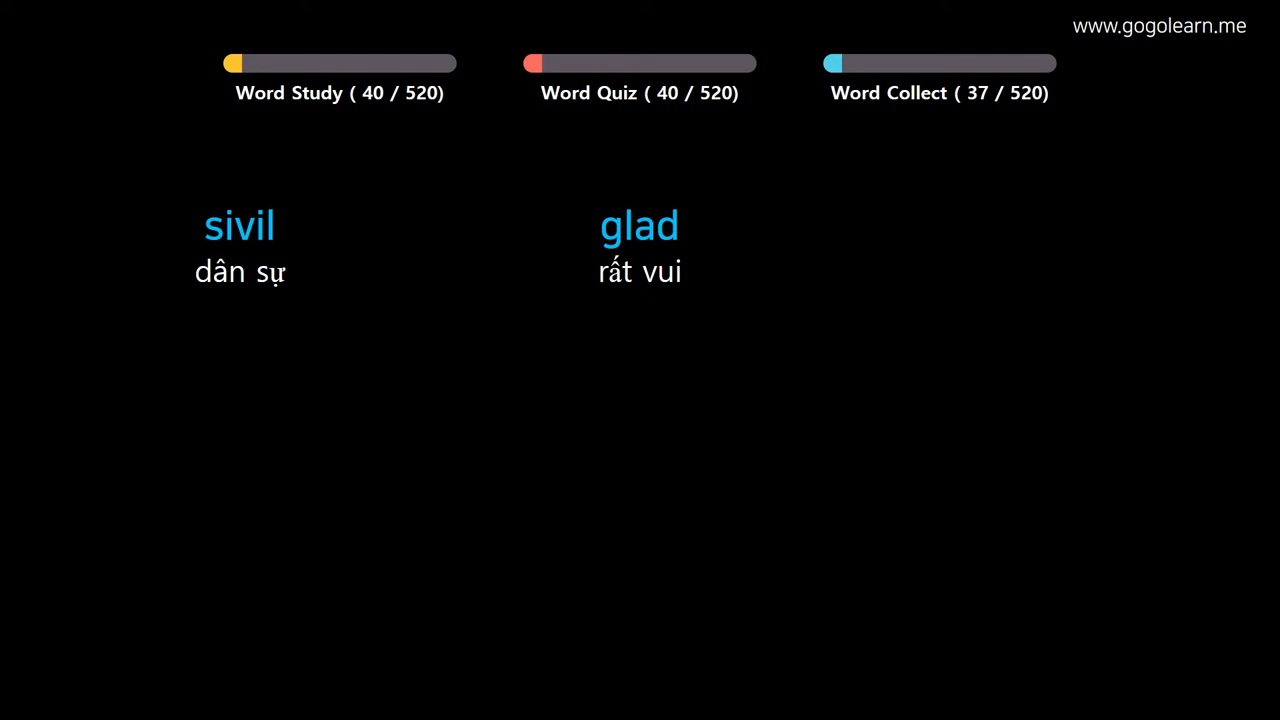 www.gogolearn.me
Word Study ( 40 / 520)
Word Quiz ( 40 / 520)
Word Collect ( 37 / 520)
sivil
dân sự
glad
rất vui